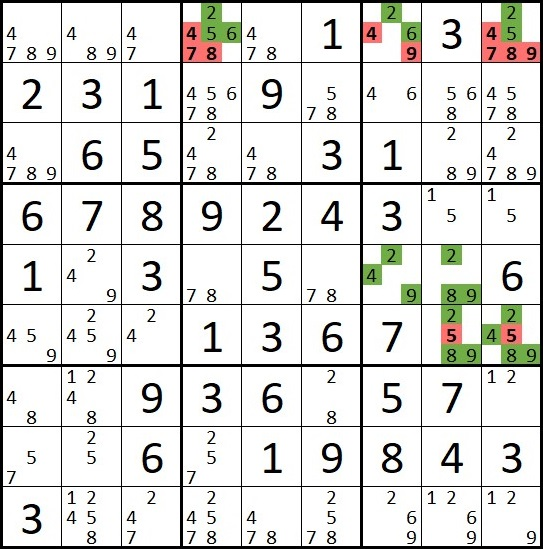 2 2 2
4 4 4 4 5 6 4 1 4 6 3 4 5
7 8 9 8 9 7 7 8 7 8 9 7 8 9
2 3 1 4 5 6 9 5 4 6 5 6 4 5
7 8 7 8 8 7 8
2 2 2
4 6 5 4 4 3 1 4
7 8 9 7 8 7 8 8 9 7 8 9
1 1
6 7 8 9 2 4 3 5 5
2 2 2
1 4 3 5 4 6
9 7 8 7 8 9 8 9
2 2 2 2
4 5 4 5 4 1 3 6 7 5 4 5
9 9 8 9 8 9
1 2 2 1 2
4 4 9 3 6 5 7
8 8 8
2 2
5 5 6 5 1 9 8 4 3
7 7
1 2 2 2 2 2 1 2 1 2
3 4 5 4 4 5 4 5 6 6
8 7 7 8 7 8 7 8 9 9 9